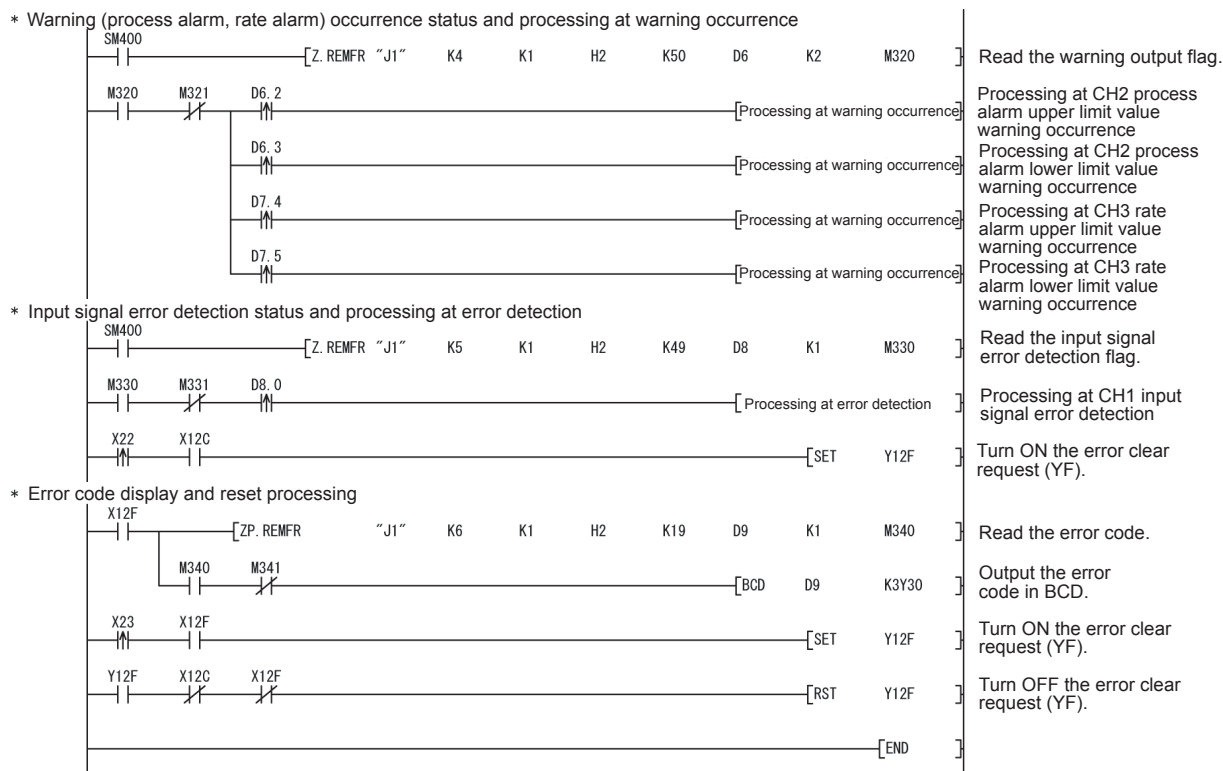 * Warning (process alarm, rate alarm) occurrence status and processing at warning occurrence
SM400
Z.REMFR "J1" K4 K1 H2 K50 D6 K2 M320
Read the warning output flag.
M320 M321 D6.2
Processing at warning occurrence
Processing at CH2 process
alarm upper limit value
warning occurrence
D6.3
Processing at warning occurrence
Processing at CH2 process
alarm lower limit value
warning occurrence
D7.4
Processing at warning occurrence
Processing at CH3 rate
alarm upper limit value
warning occurrence
D7.5
Processing at warning occurrence
Processing at CH3 rate
alarm lower limit value
warning occurrence
* Input signal error detection status and processing at error detection
SM400
Z.REMFR "J1" K5 K1 H2 K49 D8 K1 M330
Read the input signal
error detection flag.
M330 M331 D8.0
Processing at error detection
Processing at CH1 input
signal error detection
X22 X12C
SET Y12F
Turn ON the error clear
request (YF).
* Error code display and reset processing
X12F
ZP.REMFR "J1" K6 K1 H2 K19 D9 K1 M340
Read the error code.
M340 M341
BCD D9 K3Y30
Output the error
code in BCD.
X23 X12F
SET Y12F
Turn ON the error clear
request (YF).
Y12F X12C X12F
RST Y12F
Turn OFF the error clear
request (YF).
END